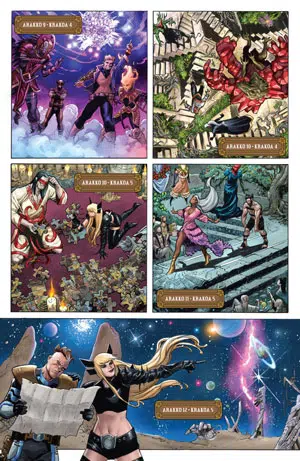 ARAKKO 9 - KRAKOA 4
ARAKKO 10 - KRAKOA 4
ARAKKO 10 - KRAKOA 5
ARAKKO 11 - KRAKOA 5
ARAKKO 12 - KRAKOA 5